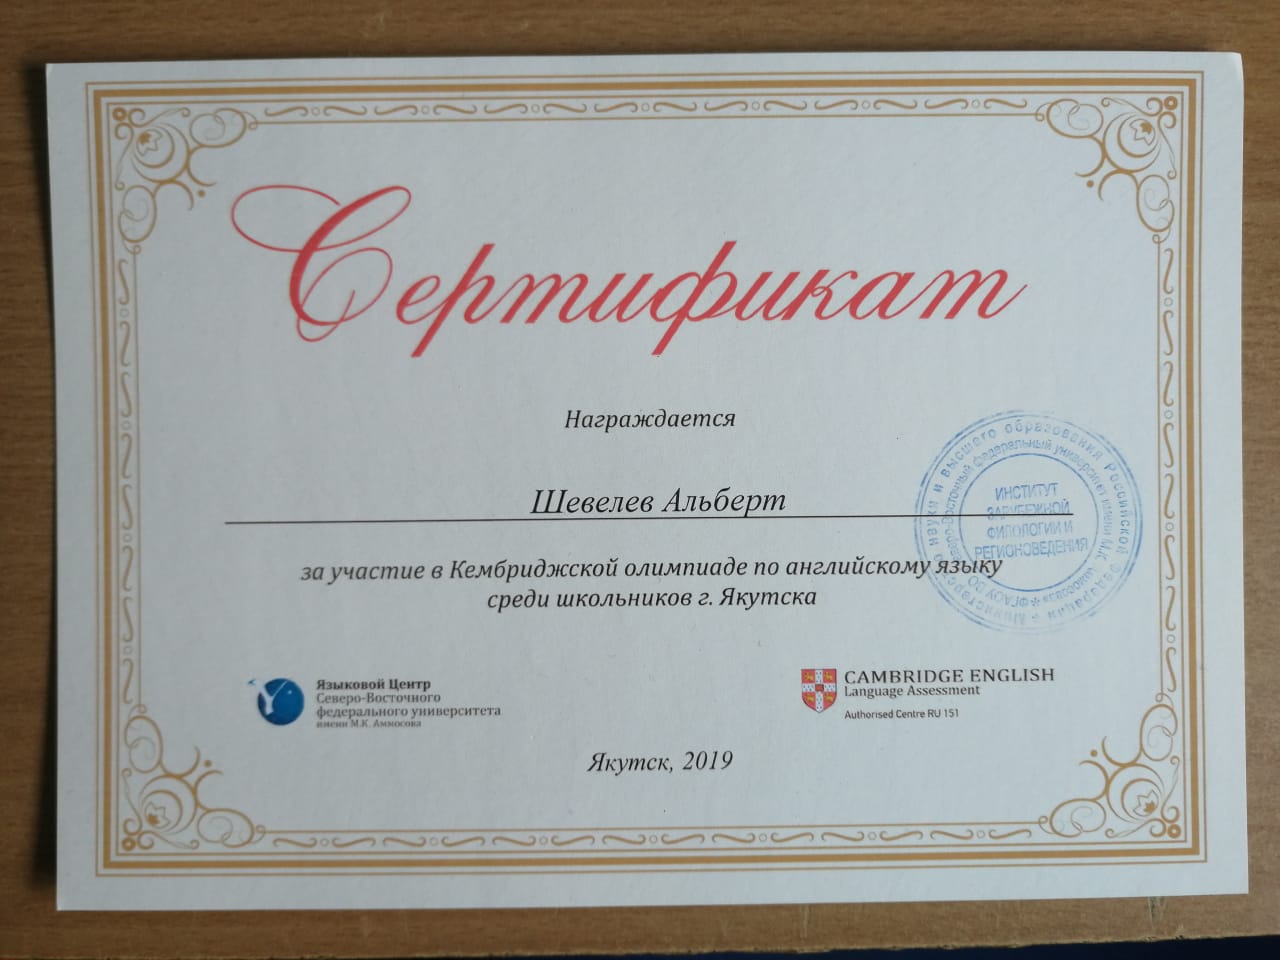 Сертификат
Награждается
Шевелев Альберт
за участие в Кембриджской олимпиаде по английскому языку
среди школьников г. Якутска
Министерство науки и высшего образования Российской Федерации
ФГАОУ ВО Северо-Восточный федеральный университет имени М.К. Аммосова
ИНСТИТУТ
ЗАРУБЕЖНОЙ
ФИЛОЛОГИИ И
РЕГИОНОВЕДЕНИЯ
Языковой Центр
Северо-Восточного
федерального университета
имени М.К. Аммосова
CAMBRIDGE ENGLISH
Language Assessment
Authorised Centre RU 151
Якутск, 2019